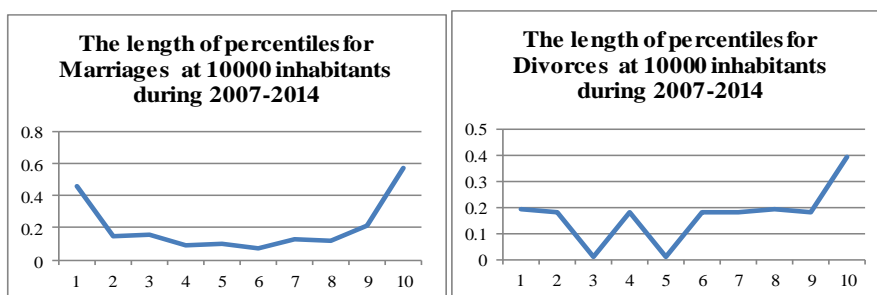 The length of percentiles for
Marriages at 10000 inhabitants
during 2007-2014
0.8
0.6
0.4
0.2
0
1 2 3 4 5 6 7 8 9 10
The length of percentiles for
Divorces at 10000 inhabitants
during 2007-2014
0.5
0.4
0.3
0.2
0.1
0
1 2 3 4 5 6 7 8 9 10